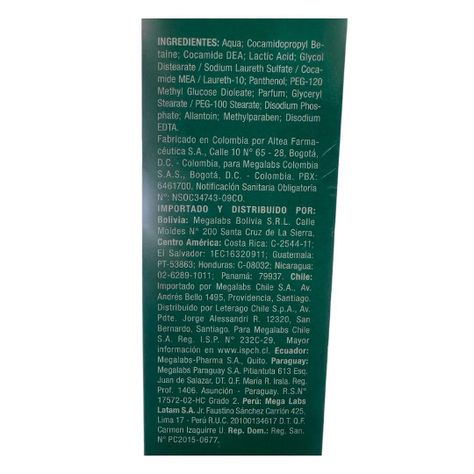 INGREDIENTES: Aqua; Cocamidopropyl Be-
taine; Cocamide DEA; Lactic Acid; Glycol
Distearate / Sodium Laureth Sulfate / Coca-
mide MEA / Laureth-10; Panthenol; PEG-120
Methyl Glucose Dioleate; Parfum; Glyceryl
Stearate / PEG-100 Stearate; Disodium Phos-
phate; Allantoin; Methylparaben; Disodium
EDTA.
Fabricado en Colombia por Altea Farma-
céutica S.A., Calle 10 N° 65 - 28, Bogotá,
D.C. - Colombia, para Megalabs Colombia
S.A.S., Bogotá, D.C. - Colombia. PBX:
6461700. Notificación Sanitaria Obligatoria
N°: NSOC34743-09CO.
IMPORTADO Y DISTRIBUIDO POR:
Bolivia: Megalabs Bolivia S.R.L. Calle
Moldes N° 200 Santa Cruz de La Sierra.
Centro América: Costa Rica: C-2544-11;
El Salvador: 1EC16320911; Guatemala:
PT-53863; Honduras: C-08032; Nicaragua:
02-6289-1011; Panamá: 79937. Chile:
Importado por Megalabs Chile S.A., Av.
Andrés Bello 1495, Providencia, Santiago.
Distribuido por Leterago Chile S.p.A., Av.
Pdte. Jorge Alessandri R. 12320, San
Bernardo, Santiago. Para Megalabs Chile
S.A. Reg. I.S.P. N° 232C-29. Mayor
información en www.ispch.cl. Ecuador:
Megalabs-Pharma S.A., Quito. Paraguay:
Megalabs Paraguay S.A. Pitiantuta 613 Esq.
Juan de Salazar. DT. Q.F. María R. Irala. Reg.
Prof. 1406. Asunción - Paraguay. R.S.N°
17572-02-HC Grado 2. Perú: Mega Labs
Latam S.A. Jr. Faustino Sánchez Carrión 425,
Lima 17 - Perú R.U.C. 20100134617 D.T. Q.F.
Carmen Izaguirre U. Rep. Dom.: Reg. San.
N° PC2015-0677.